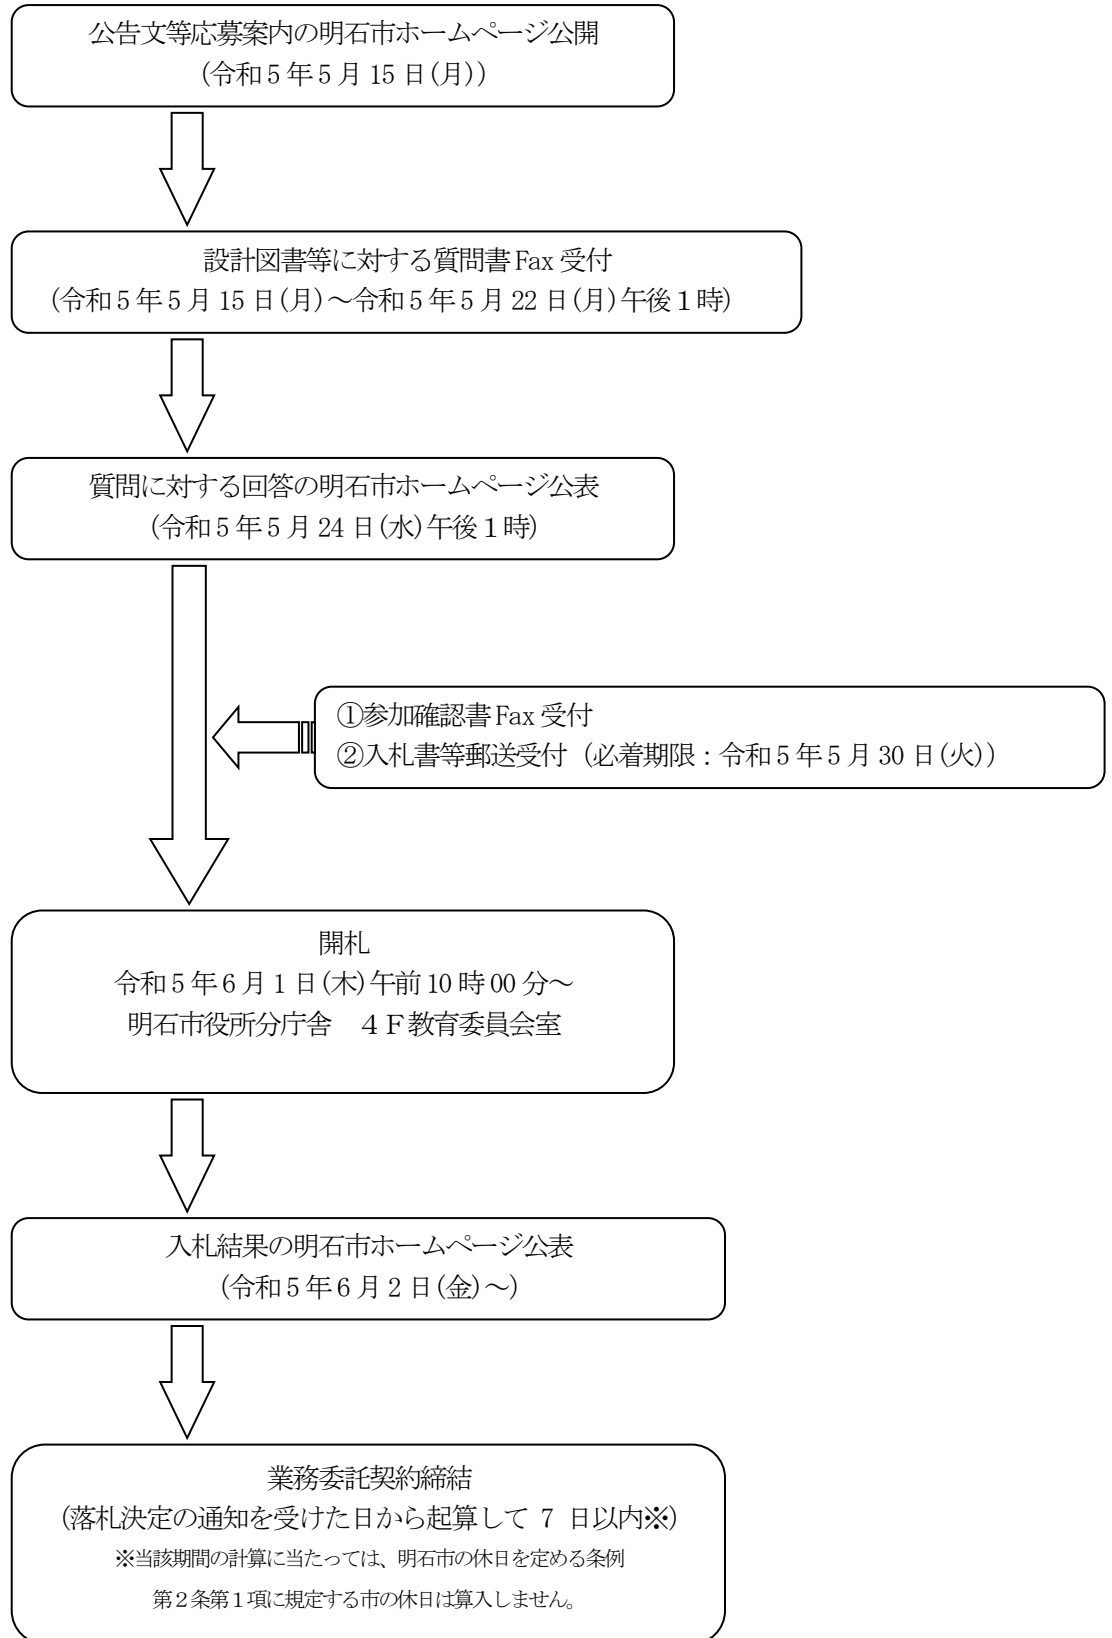 公告文等応募案内の明石市ホームページ公開
(令和5年5月15日(月))
設計図書等に対する質問書Fax受付
(令和5年5月15日(月)～令和5年5月22日(月)午後１時)
質問に対する回答の明石市ホームページ公表
(令和5年5月24日(水)午後１時)
①参加確認書Fax受付
②入札書等郵送受付（必着期限：令和5年5月30日(火)）
開札
令和5年6月1日(木)午前10時00分～
明石市役所分庁舎　４Ｆ教育委員会室
入札結果の明石市ホームページ公表
(令和5年6月2日(金)～)
業務委託契約締結
(落札決定の通知を受けた日から起算して 7 日以内※)
※当該期間の計算に当たっては、明石市の休日を定める条例
第２条第１項に規定する市の休日は算入しません。